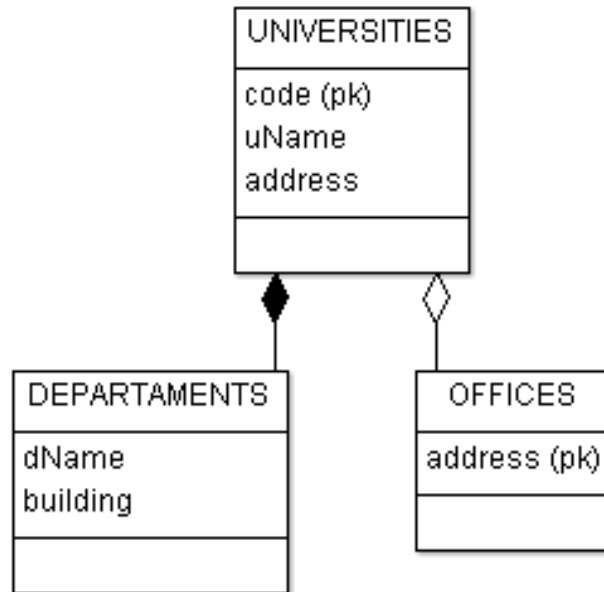 UNIVERSITIES
code (pk)
uName
address
DEPARTAMENTS
dName
building
OFFICES
address (pk)